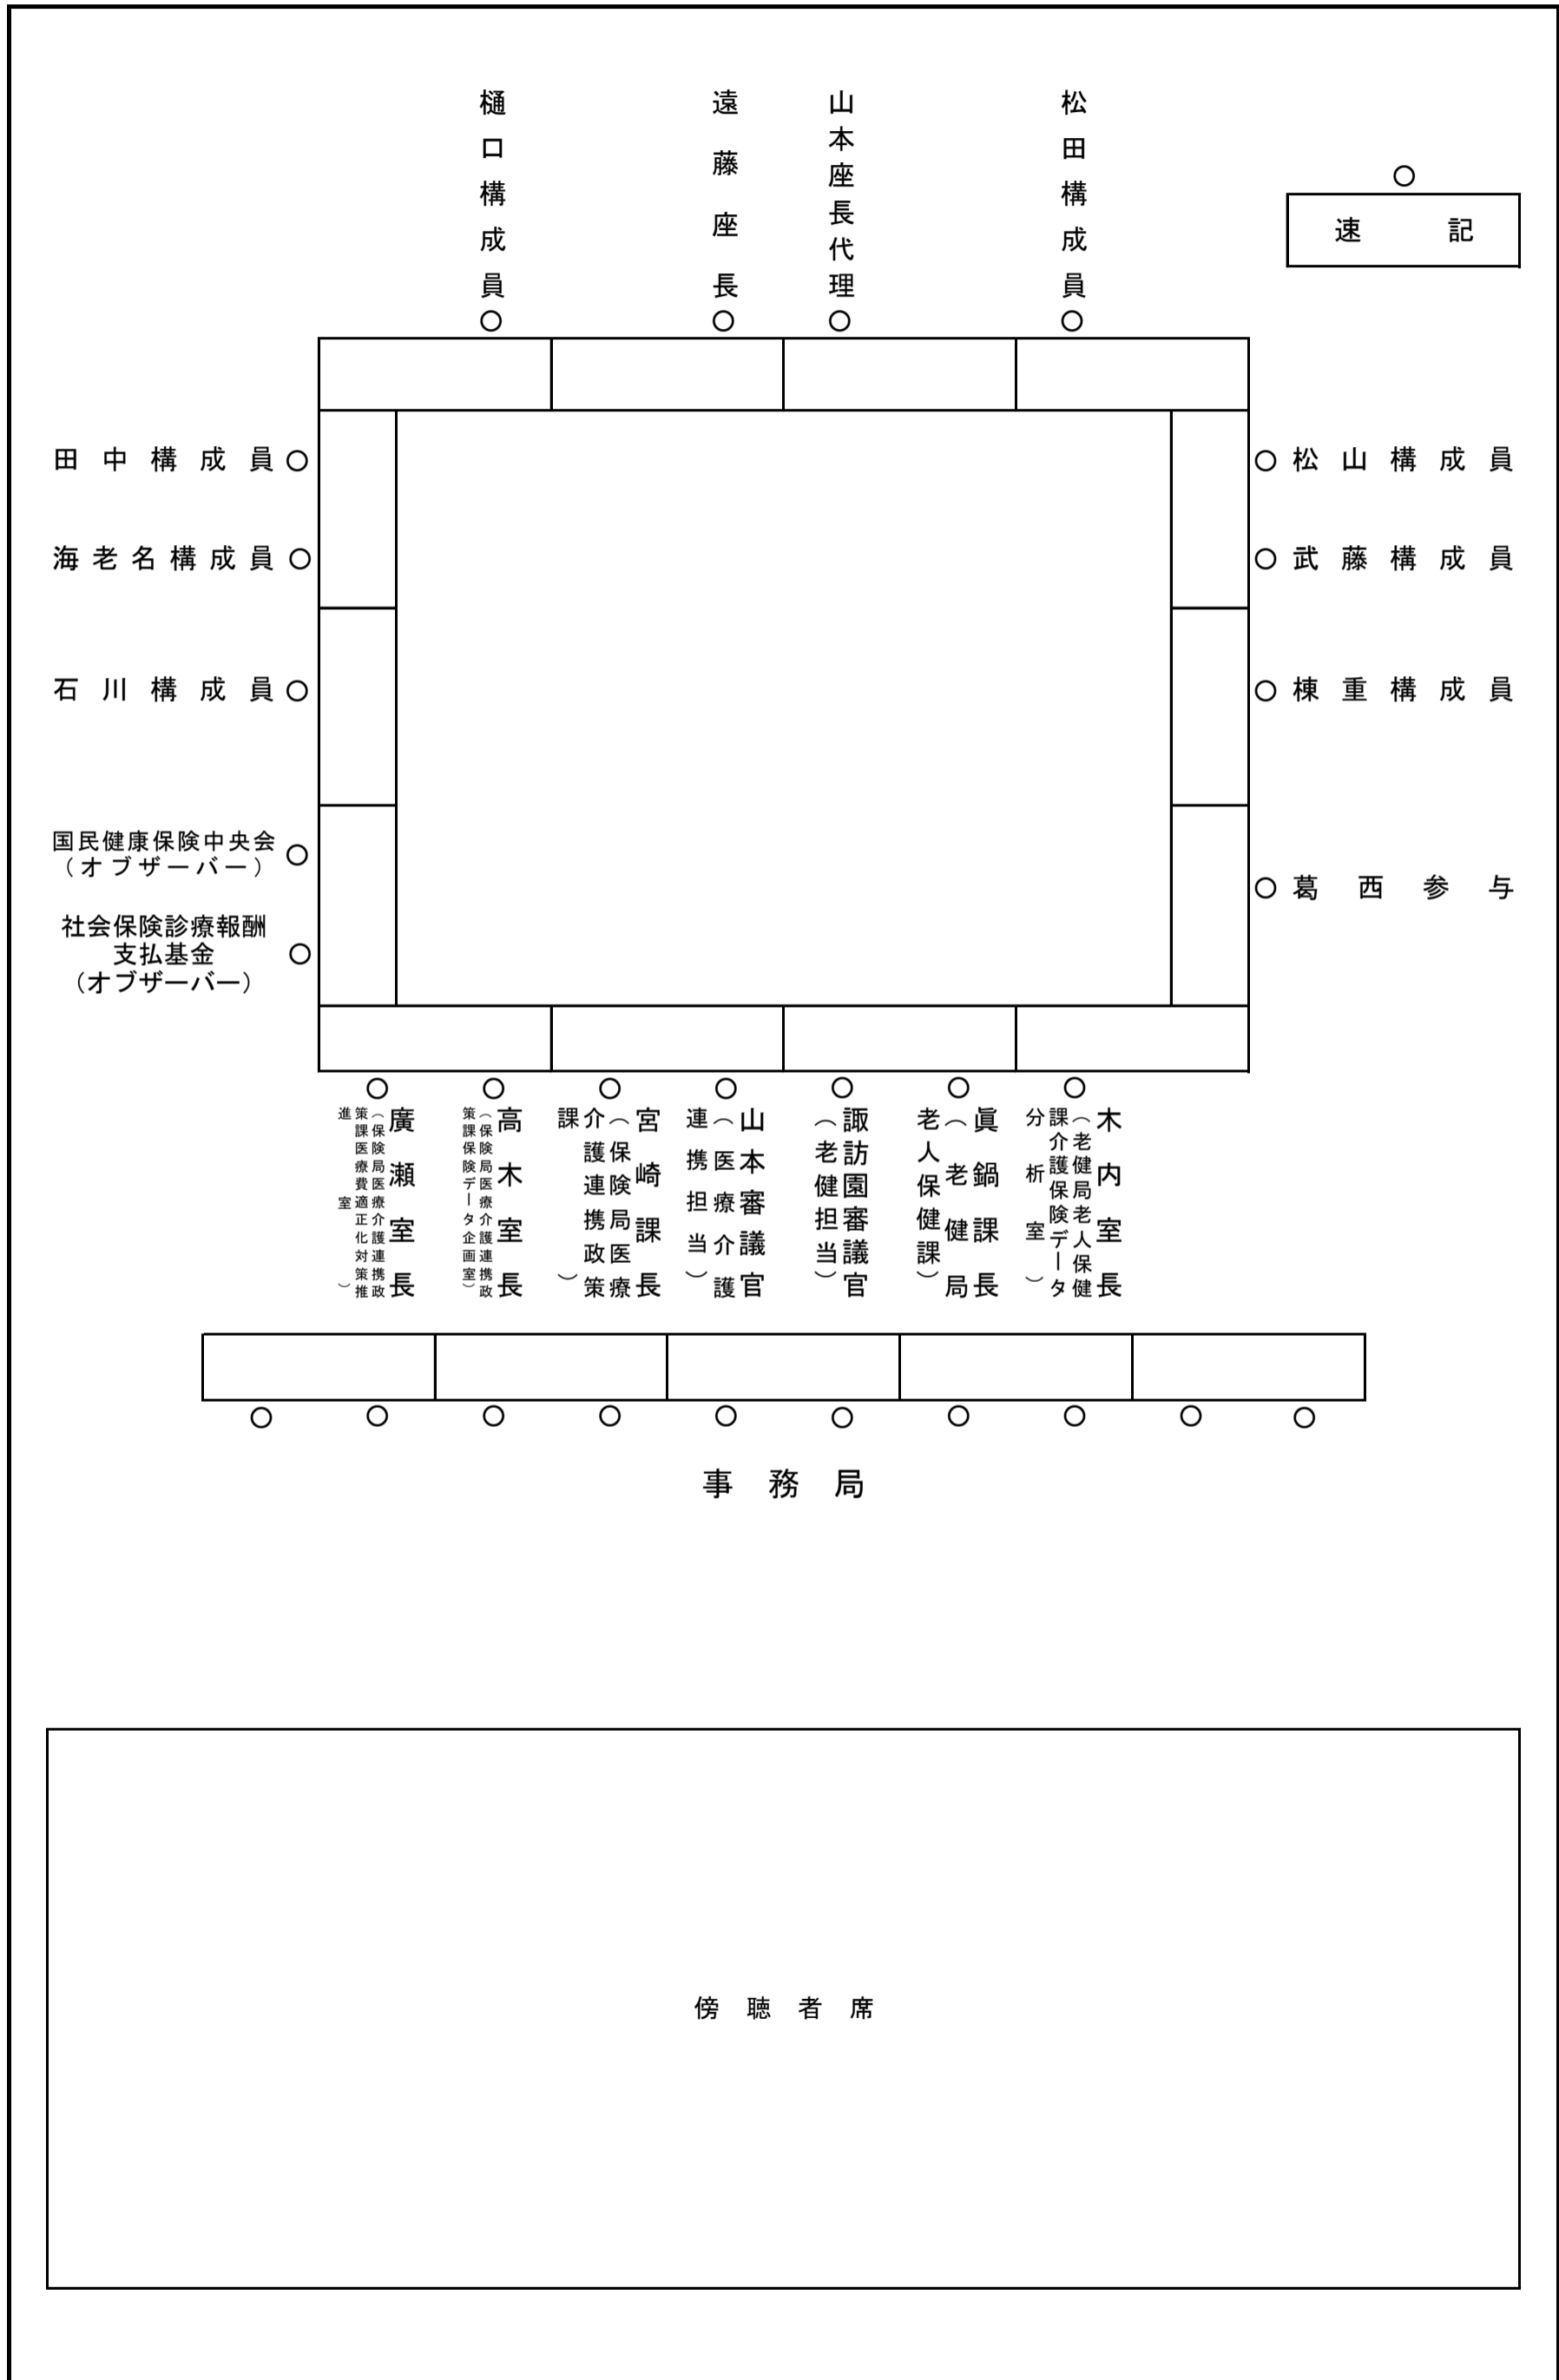 樋口構成員
遠藤座長
山本座長代理
松田構成員
速記
田中構成員
海老名構成員
石川構成員
国民健康保険中央会
（オブザーバー）
社会保険診療報酬
支払基金
（オブザーバー）
松山構成員
武藤構成員
棟重構成員
葛西参与
木内室長
（老健局老人保健
課介護保険データ
分析室）
眞鍋課長
（老健局
老人保健課）
諏訪園審議官
（老健担当）
山本審議官
（医療介護
連携担当）
宮崎課長
（保険局医療
介護連携政策
課）
高木室長
（保険局医療介護連携政
策課保険データ企画室）
廣瀬室長
（保険局医療介護連携政
策課医療費適正化対策推
進室）
事務局
傍聴者席